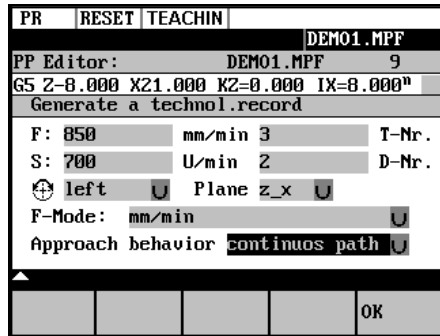 PR RESET TEACHIN
DEMO1.MPF
PP Editor: DEMO1.MPF 9
G5 Z-8.000 X21.000 KZ=0.000 IX=8.000n
Generate a technol.record
F: 850 mm/min 3 T-Nr.
S: 700 U/min 2 D-Nr.
left U Plane z_x U
F-Mode: mm/min U
Approach behavior continuos path U
OK